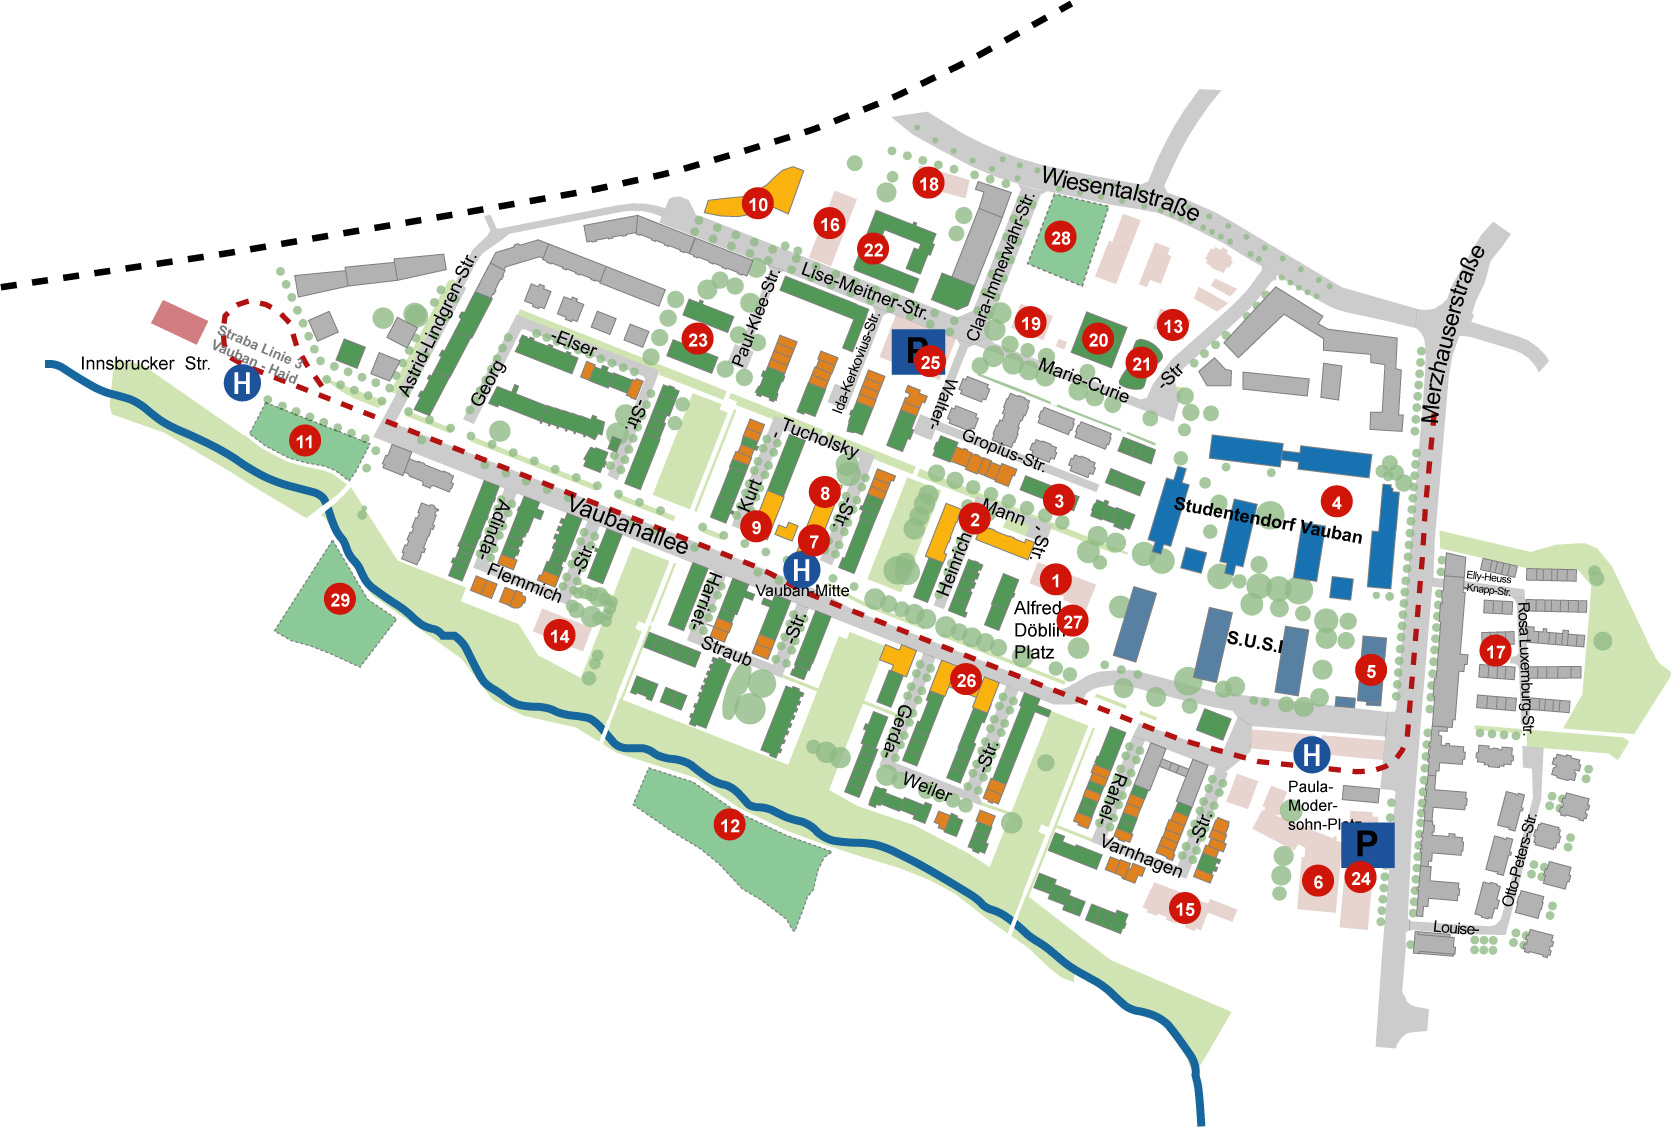 Wiesentalstraße
18
10
16
22
28
Clara-Immerwahr-Str.
Merzhauserstraße
Lise-Meitner-Str.
Astrid-Lindgren-Str.
Paul-Klee-Str.
Ida-Kerkovius-Str.
19
20
13
21
23
P
25
Straba Linie 3
Vauban - Haid
Innsbrucker Str.
H
-Elser
Georg
-Str.
Marie-Curie
-Str
Walter-
Gropius-Str.
11
Tucholsky
Kurt
-Str.
8
9
7
3
2
Mann
-Str.
Heinrich
4
Studentendorf Vauban
Vaubanallee
Adinda-
Flemmich
-Str.
H
Vauban-Mitte
1
27
Alfred
Döblin
Platz
Elly-Heuss
-Knapp-Str.
Rosa Luxemburg-Str.
17
29
14
Harriet-
Straub
-Str.
S.U.S.I
5
26
Gerda-
Weiler
-Str.
H
Paula-
Moder-
sohn-Platz
P
6
24
12
Rahel-
Varnhagen
-Str.
15
Otto-Peters-Str.
Louise-